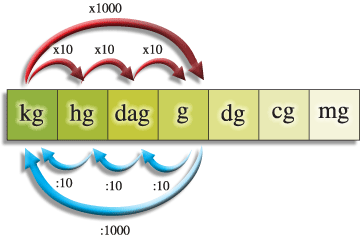 x1000
x10 x10 x10
kg hg dag g dg cg mg
:10 :10 :10
:1000